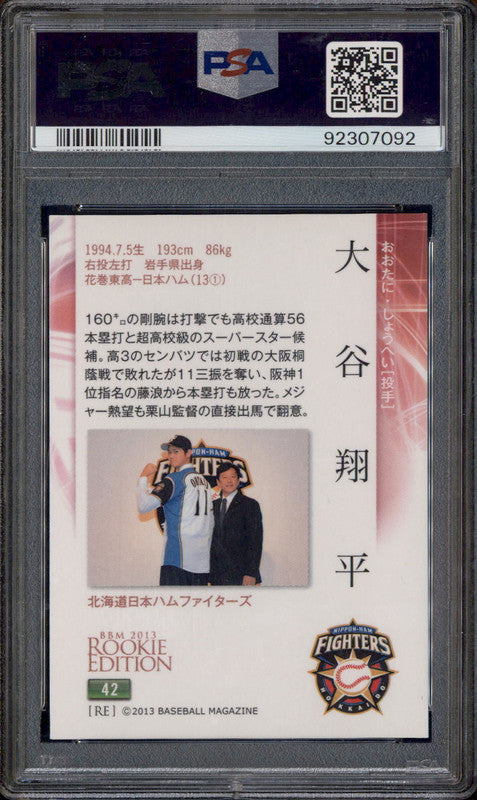 PSA
PSA
92307092
1994.7.5生 193cm 86kg
右投左打 岩手県出身
花巻東高ー日本ハム(13①)
大谷翔平
おおたに・しょうへい[投手]
160㌔の剛腕は打撃でも高校通算56
本塁打と超高校級のスーパースター候
補。高3のセンバツでは初戦の大阪桐
蔭戦で敗れたが11三振を奪い、阪神1
位指名の藤浪から本塁打も放った。メジ
ャー熱望も栗山監督の直接出馬で翻意。
NIPPON-HAM
FIGHTERS
11
北海道日本ハムファイターズ
BBM 2013
ROOKIE
EDITION
42
[RE] ©2013 BASEBALL MAGAZINE
NIPPON-HAM
FIGHTERS
HOKKAIDO